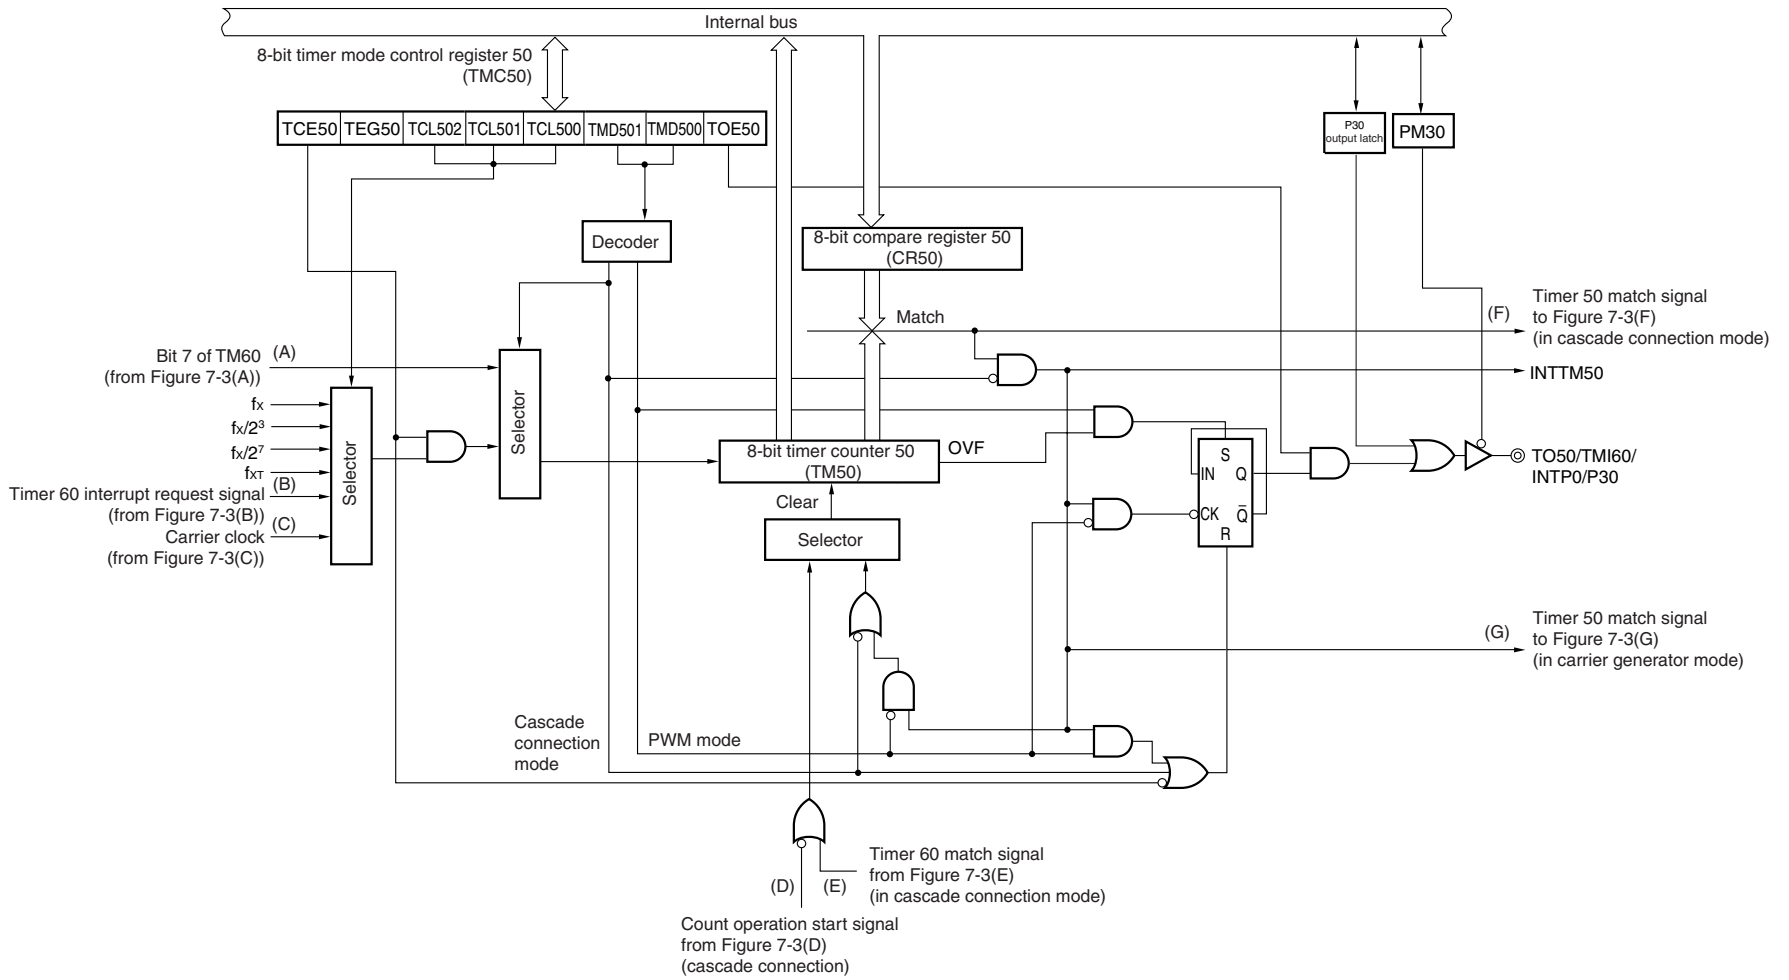 Internal bus
8-bit timer mode control register 50
(TMC50)
TCE50 TEG50 TCL502 TCL501 TCL500 TMD501 TMD500 TOE50
P30
output latch
PM30
Decoder
8-bit compare register 50
(CR50)
Match
(F)
Timer 50 match signal
to Figure 7-3(F)
(in cascade connection mode)
Bit 7 of TM60 (A)
(from Figure 7-3(A))
INTTM50
fX
fX/2³
fX/2⁷
fXT
Timer 60 interrupt request signal (B)
(from Figure 7-3(B))
Carrier clock (C)
(from Figure 7-3(C))
Selector
Selector
8-bit timer counter 50
(TM50)
OVF
Clear
Selector
S
IN Q
CK Q̅
R
TO50/TMI60/
INTP0/P30
(G)
Timer 50 match signal
to Figure 7-3(G)
(in carrier generator mode)
Cascade
connection
mode
PWM mode
(D) (E)
Timer 60 match signal
from Figure 7-3(E)
(in cascade connection mode)
Count operation start signal
from Figure 7-3(D)
(cascade connection)